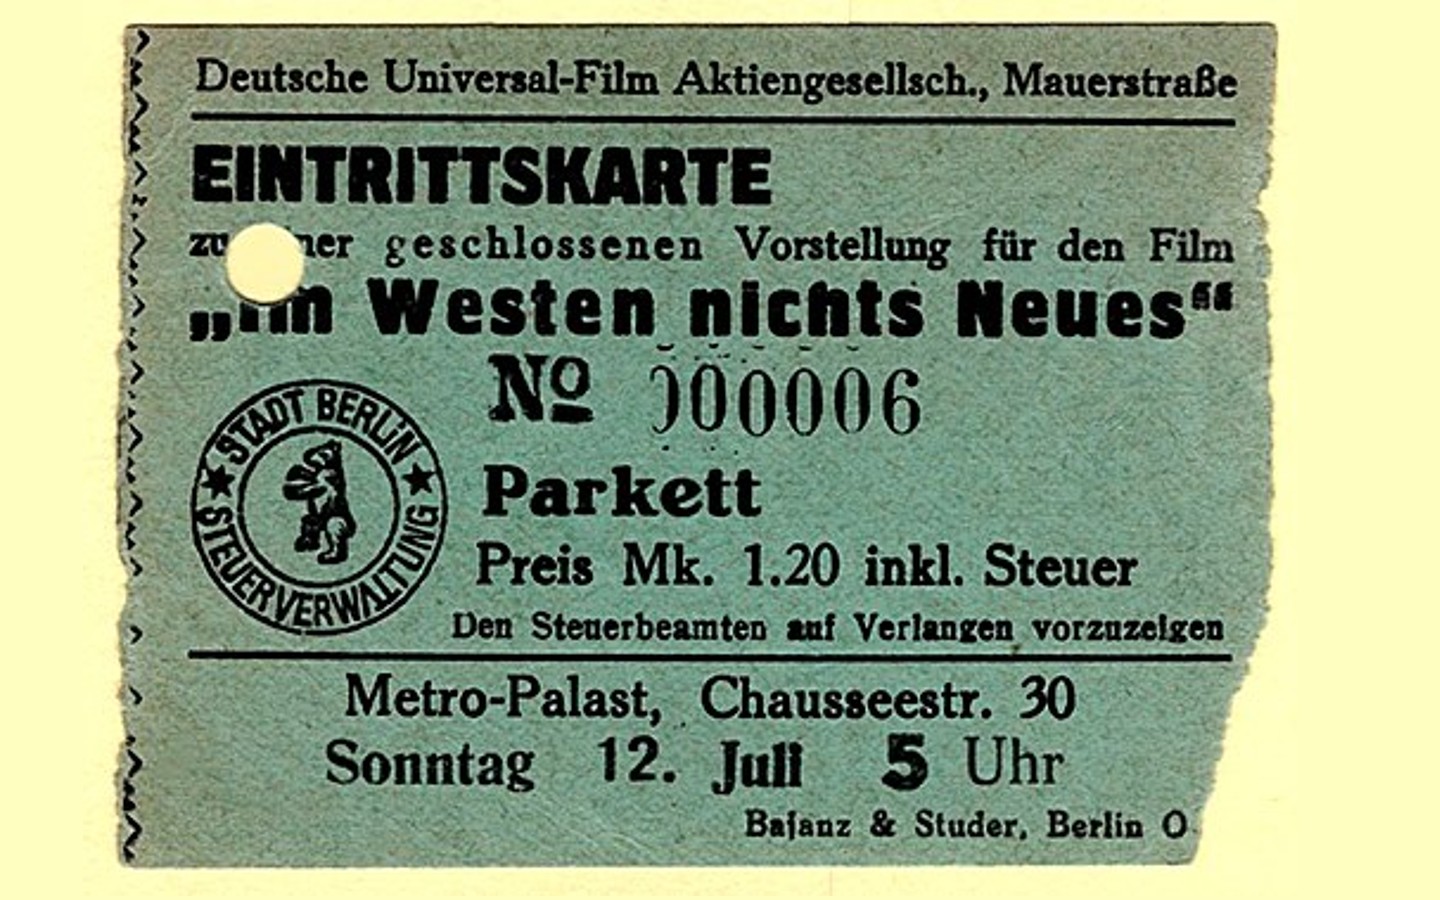 Deutsche Universal-Film Aktiengesellsch., Mauerstraße
EINTRITTSKARTE
geschlossenen Vorstellung für den Film
„Im Westen nichts Neues“
No 000006
STADT BERLIN
STEUERVERWALTUNG
Parkett
Preis Mk. 1.20 inkl. Steuer
Den Steuerbeamten auf Verlangen vorzuzeigen
Metro-Palast, Chausseestr. 30
Sonntag 12. Juli 5 Uhr
Bajanz & Studer, Berlin O